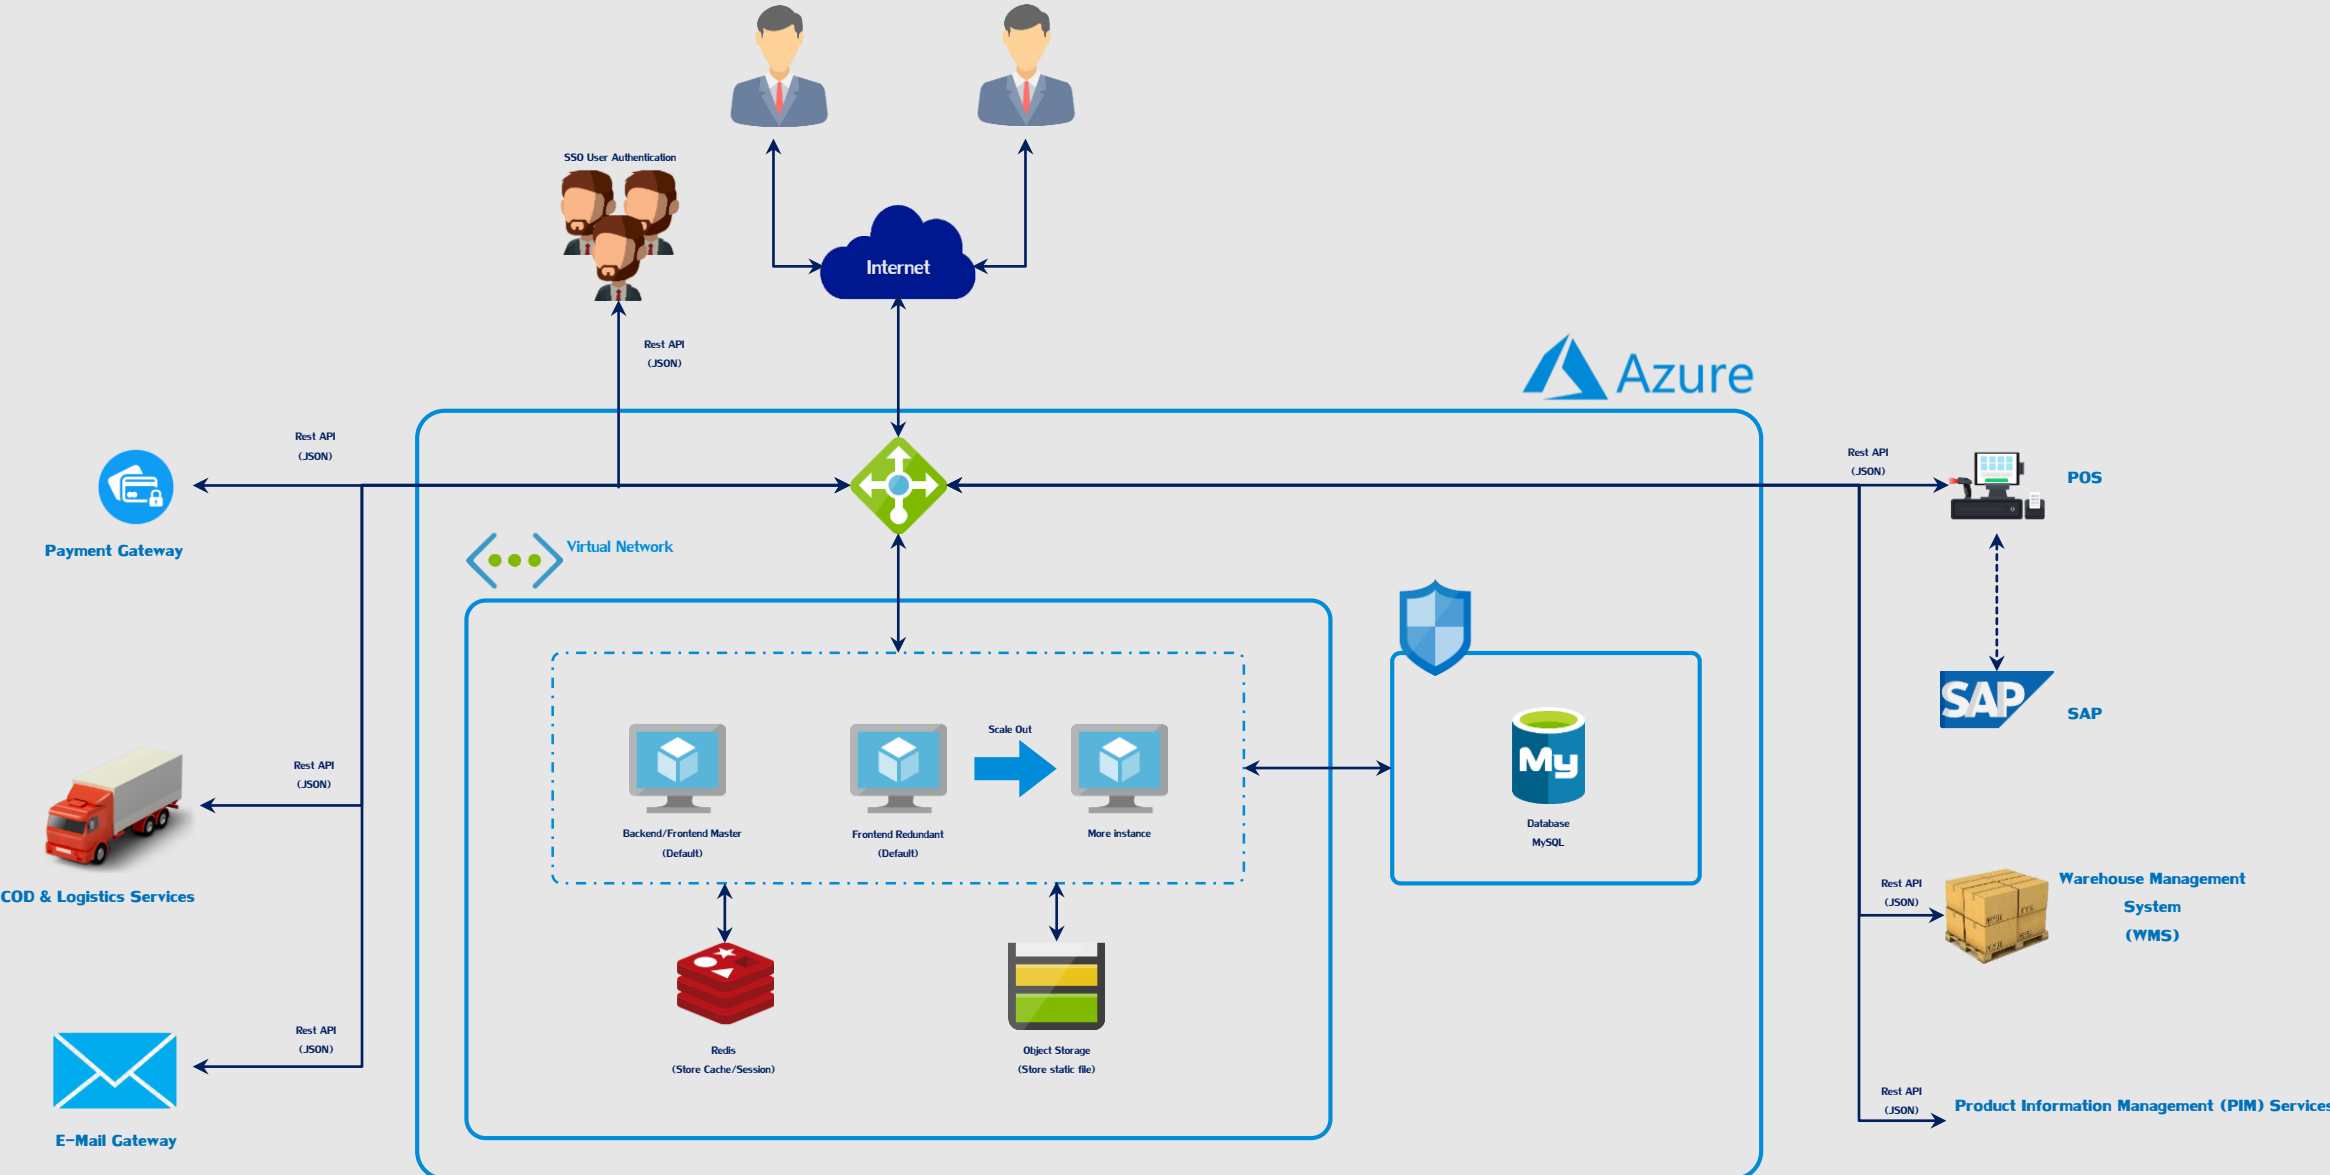 SSO User Authentication
Internet
Rest API
(JSON)
Azure
Rest API
(JSON)
Payment Gateway
Rest API
(JSON)
POS
Virtual Network
SAP
SAP
Scale Out
My
Backend/Frontend Master
(Default)
Frontend Redundant
(Default)
More instance
Database
MySQL
Rest API
(JSON)
COD & Logistics Services
Rest API
(JSON)
Warehouse Management
System
(WMS)
Redis
(Store Cache/Session)
Object Storage
(Store static file)
Rest API
(JSON)
E-Mail Gateway
Rest API
(JSON)
Product Information Management (PIM) Services